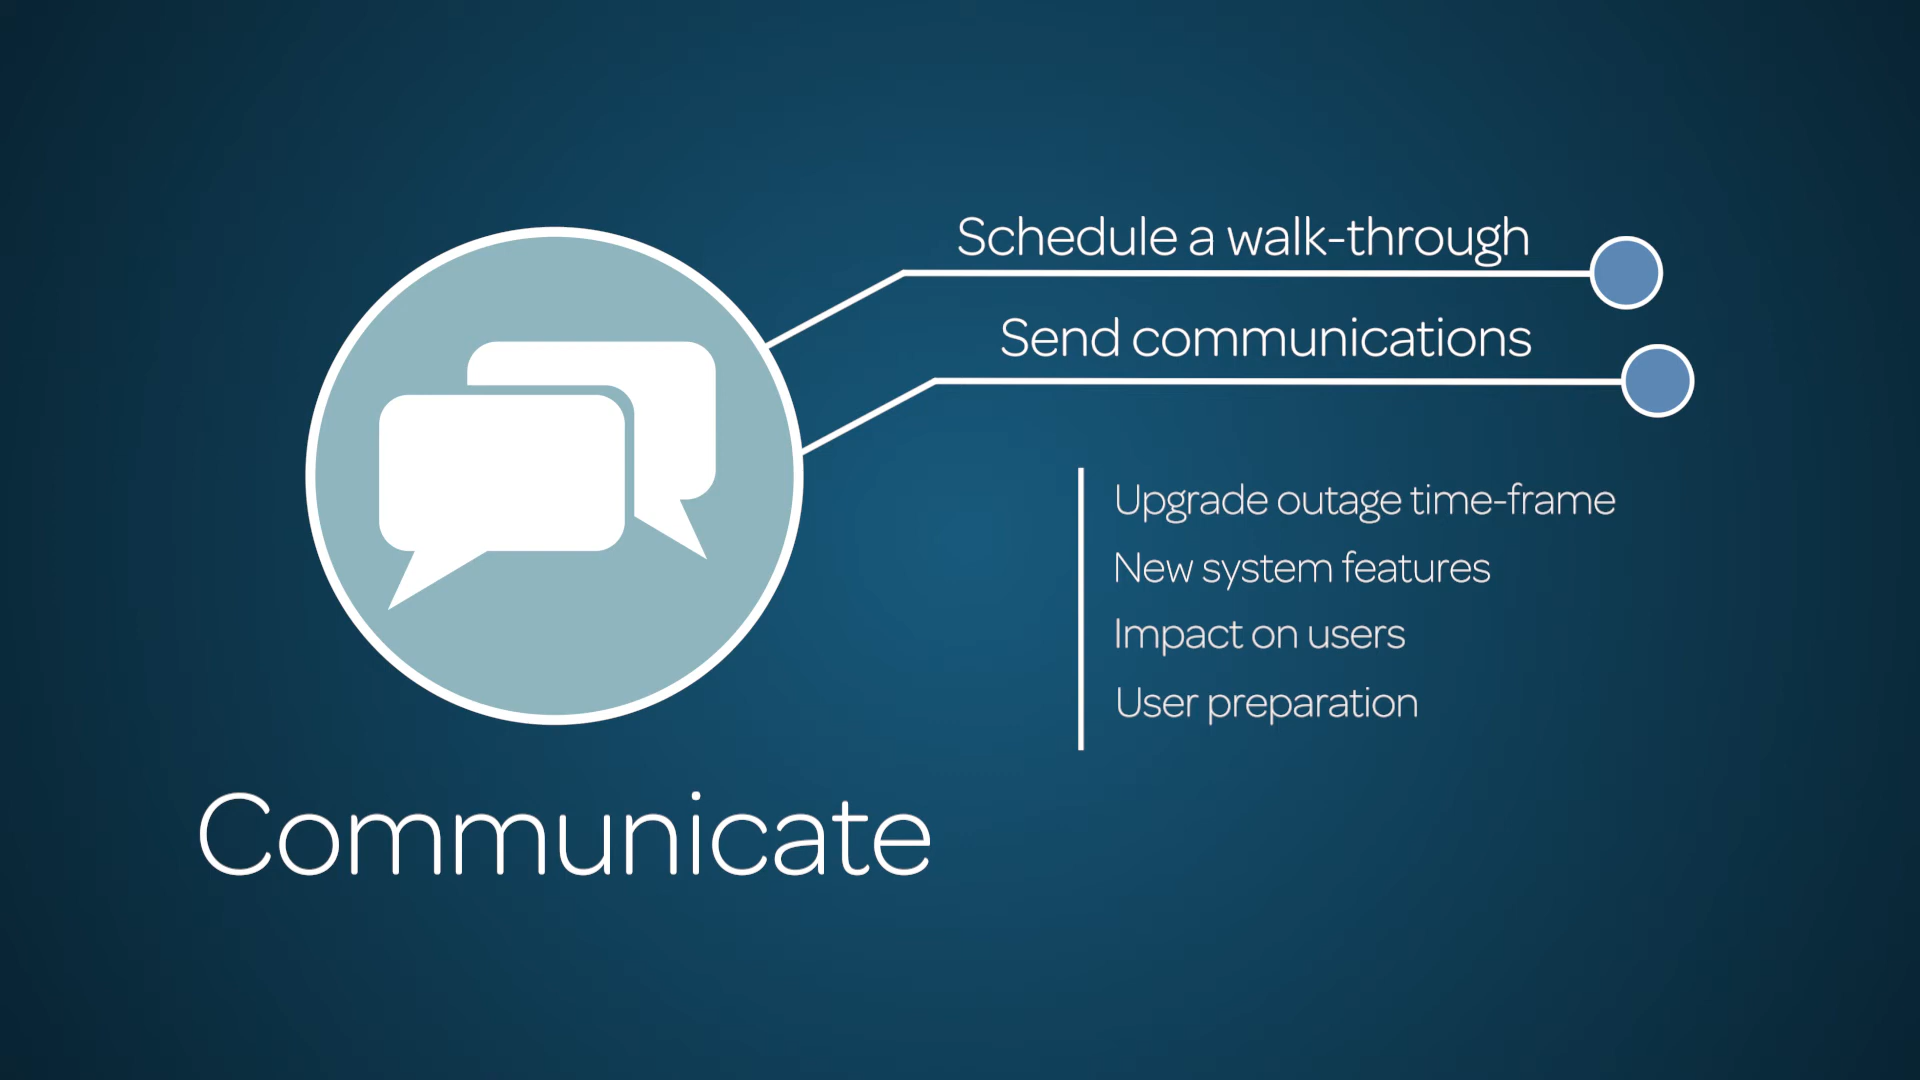 Schedule a walk-through
Send communications
Upgrade outage time-frame
New system features
Impact on users
User preparation
Communicate